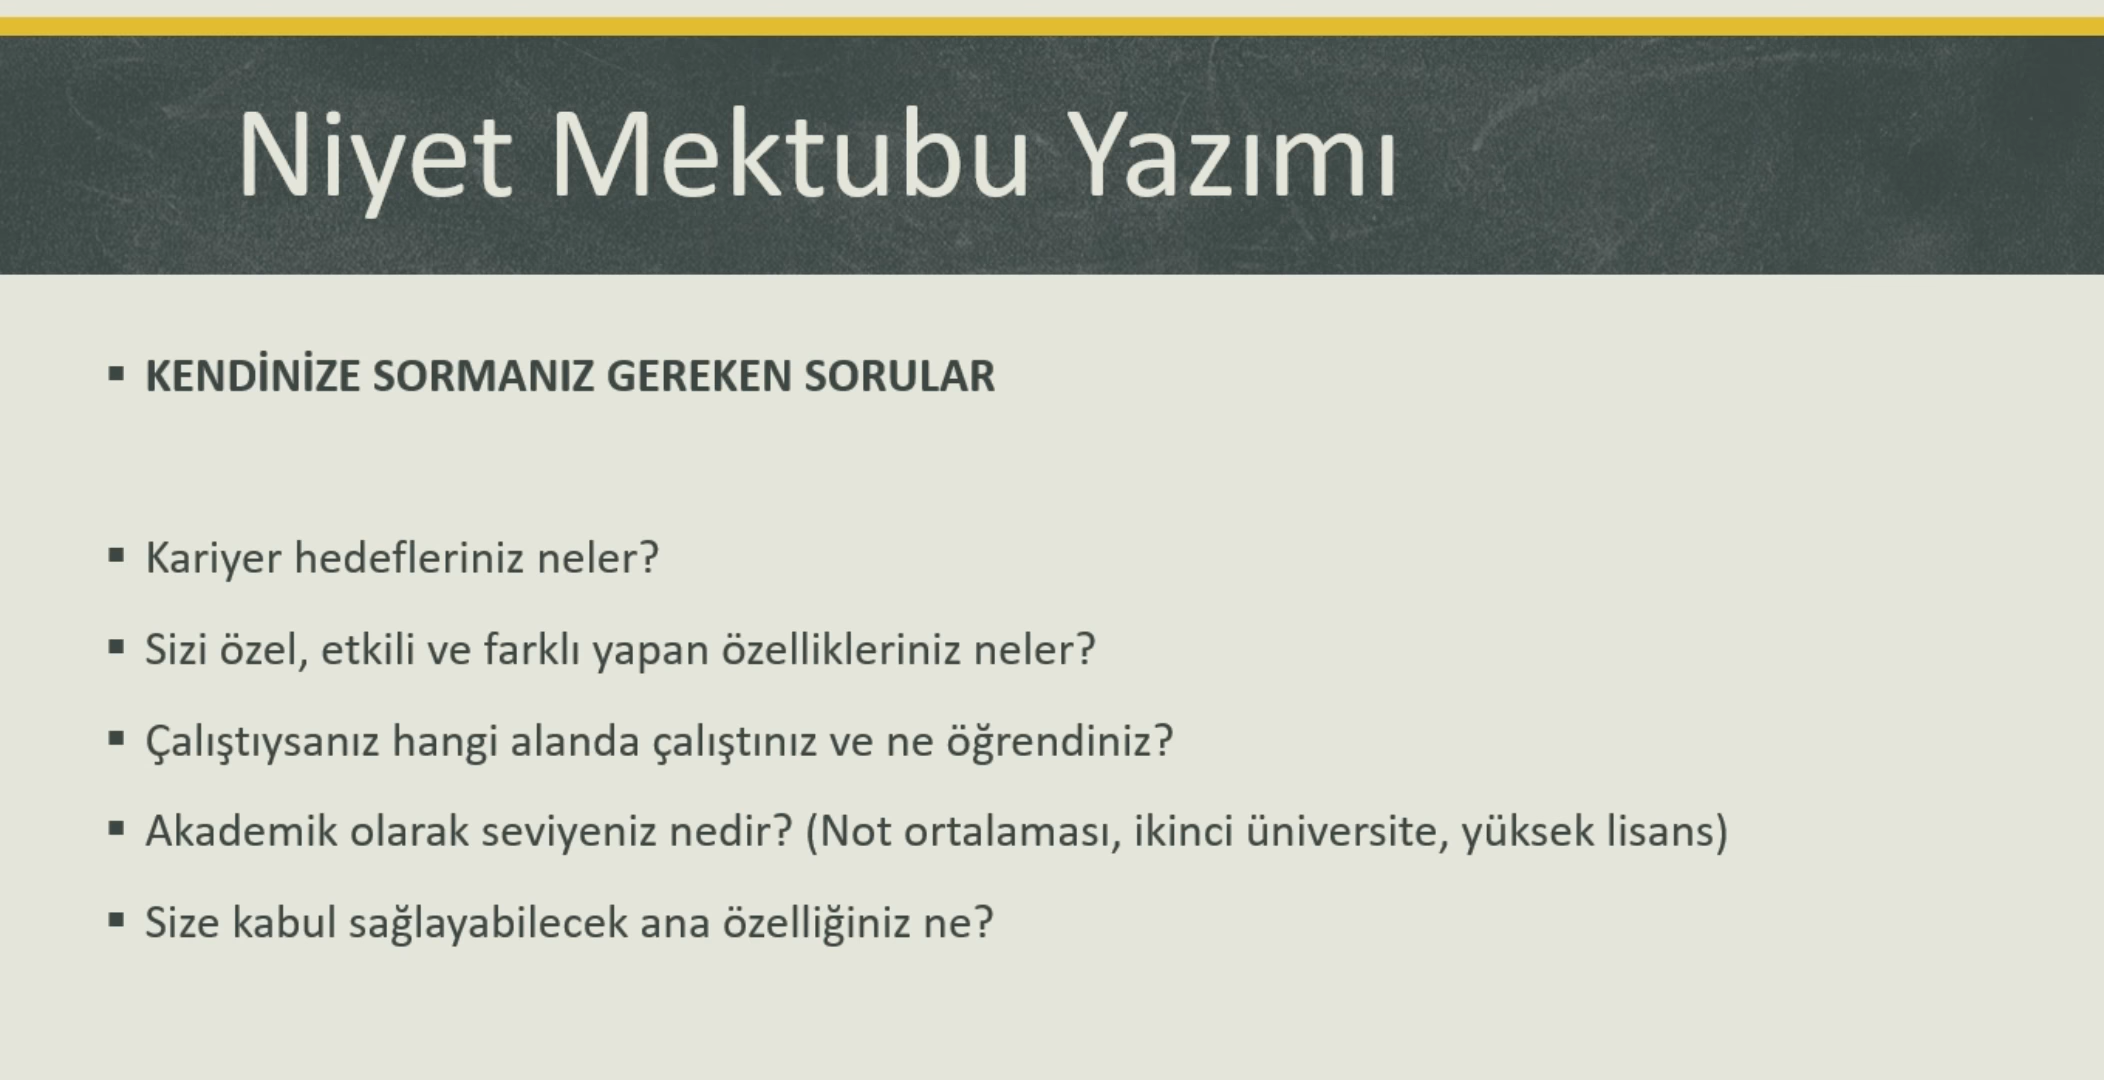 Niyet Mektubu Yazımı
▪ KENDİNİZE SORMANIZ GEREKEN SORULAR
▪ Kariyer hedefleriniz neler?
▪ Sizi özel, etkili ve farklı yapan özellikleriniz neler?
▪ Çalıştıysanız hangi alanda çalıştınız ve ne öğrendiniz?
▪ Akademik olarak seviyeniz nedir? (Not ortalaması, ikinci üniversite, yüksek lisans)
▪ Size kabul sağlayabilecek ana özelliğiniz ne?